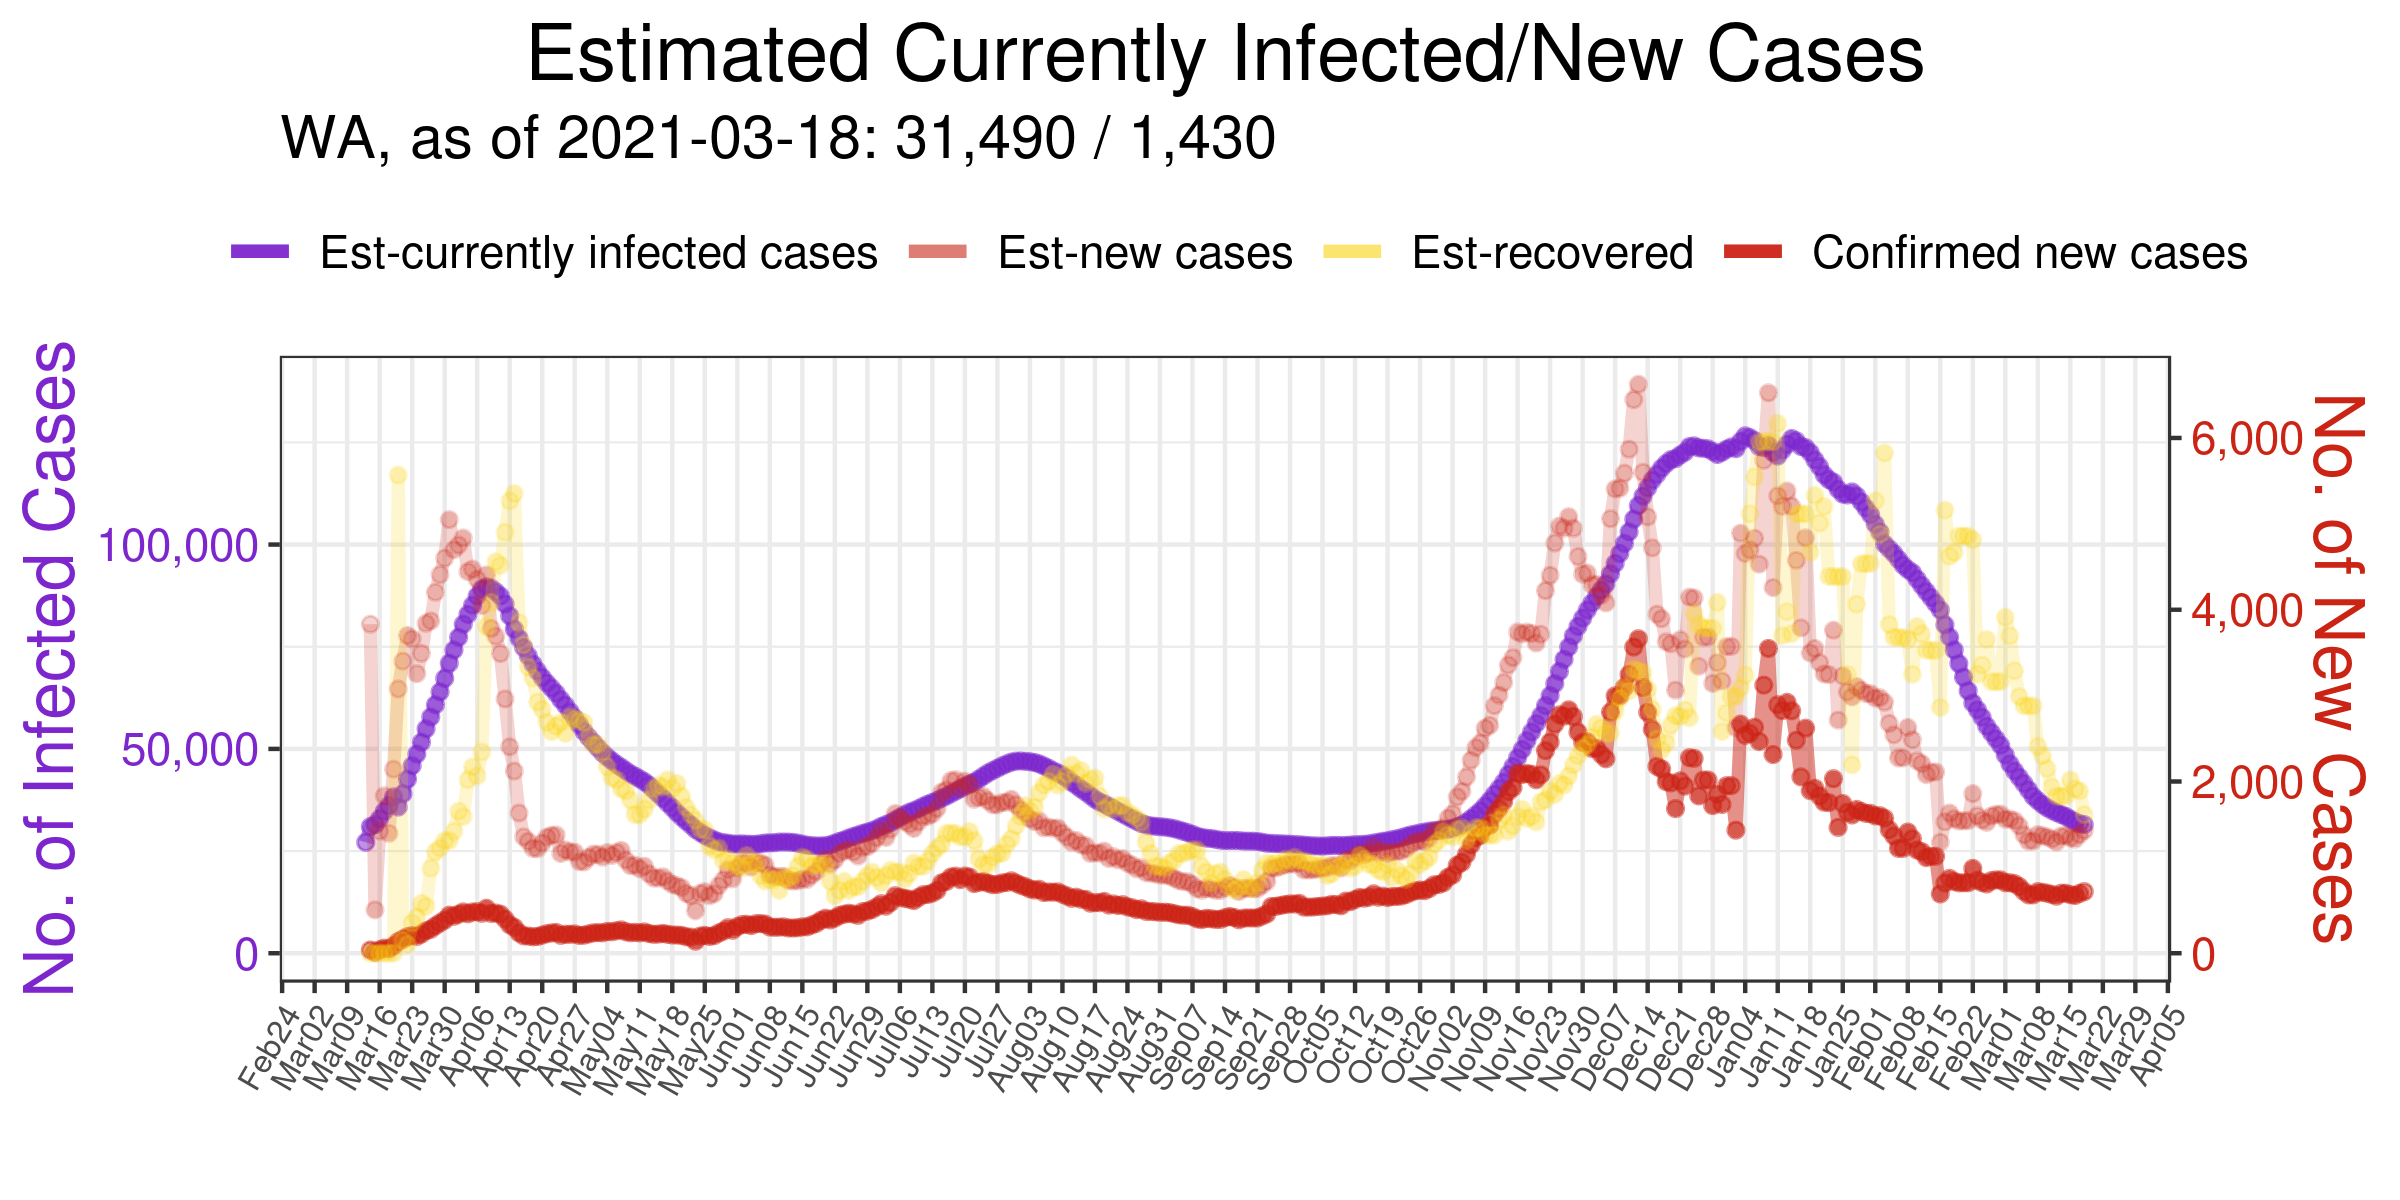 Estimated Currently Infected/New Cases
WA, as of 2021-03-18: 31,490 / 1,430
Est-currently infected cases Est-new cases Est-recovered Confirmed new cases
No. of Infected Cases
100,000
50,000
0
6,000
4,000
2,000
0
No. of New Cases
Feb24 Mar02 Mar09 Mar16 Mar23 Mar30 Apr06 Apr13 Apr20 Apr27 May04 May11 May18 May25 Jun01 Jun08 Jun15 Jun22 Jun29 Jul06 Jul13 Jul20 Jul27 Aug03 Aug10 Aug17 Aug24 Aug31 Sep07 Sep14 Sep21 Sep28 Oct05 Oct12 Oct19 Oct26 Nov02 Nov09 Nov16 Nov23 Nov30 Dec07 Dec14 Dec21 Dec28 Jan04 Jan11 Jan18 Jan25 Feb01 Feb08 Feb15 Feb22 Mar01 Mar08 Mar15 Mar22 Mar29 Apr05